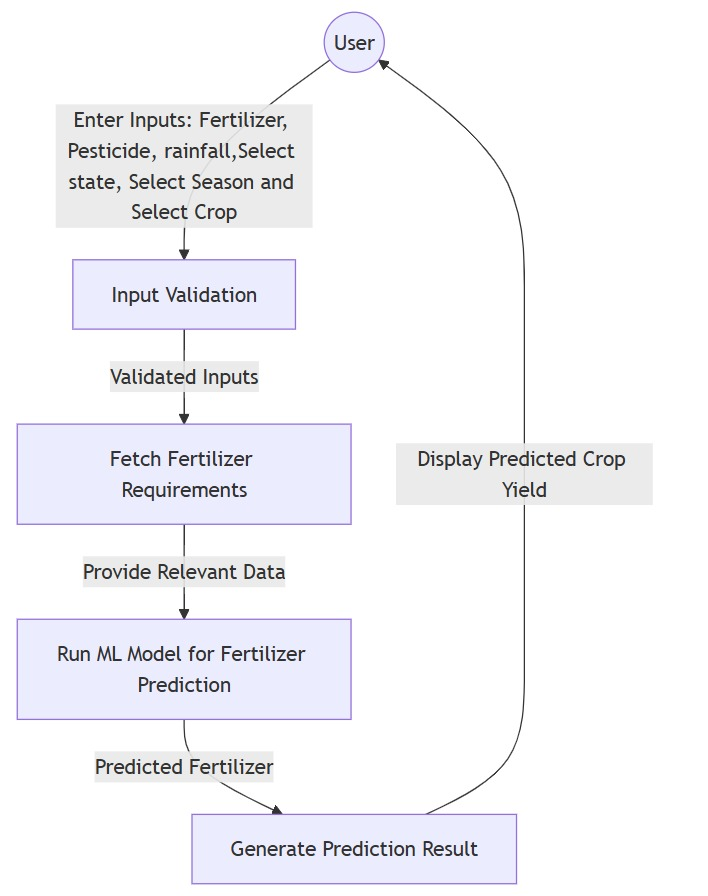 User
Enter Inputs: Fertilizer,
Pesticide, rainfall,Select
state, Select Season and
Select Crop
Input Validation
Validated Inputs
Fetch Fertilizer
Requirements
Display Predicted Crop
Yield
Provide Relevant Data
Run ML Model for Fertilizer
Prediction
Predicted Fertilizer
Generate Prediction Result